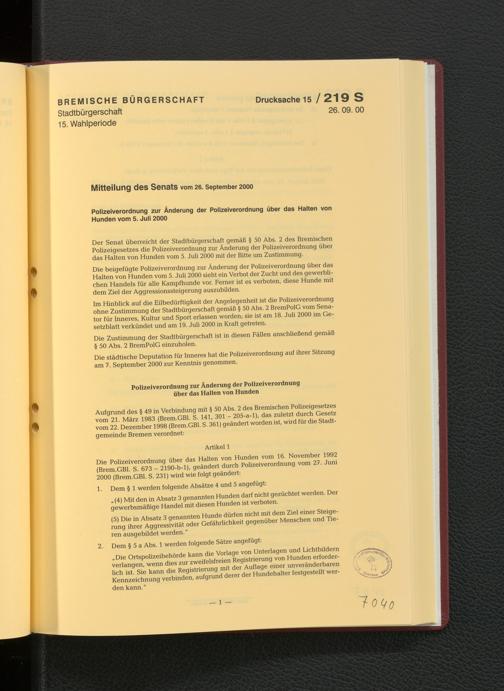 BREMISCHE BÜRGERSCHAFT Drucksache 15 / 219 S
Stadtbürgerschaft 26. 09. 00
15. Wahlperiode
Mitteilung des Senats vom 26. September 2000
Polizeiverordnung zur Änderung der Polizeiverordnung über das Halten von
Hunden vom 5. Juli 2000
Der Senat überreicht der Stadtbürgerschaft gemäß § 50 Abs. 2 des Bremischen
Polizeigesetzes die Polizeiverordnung zur Änderung der Polizeiverordnung über
das Halten von Hunden vom 5. Juli 2000 mit der Bitte um Zustimmung.
Die beigefügte Polizeiverordnung zur Änderung der Polizeiverordnung über das
Halten von Hunden vom 5. Juli 2000 sieht ein Verbot der Zucht und des gewerbli-
chen Handels für alle Kampfhunde vor. Ferner ist es verboten, diese Hunde mit
dem Ziel der Aggressionssteigerung auszubilden.
Im Hinblick auf die Eilbedürftigkeit der Angelegenheit ist die Polizeiverordnung
ohne Zustimmung der Stadtbürgerschaft gemäß § 50 Abs. 2 BremPolG vom Sena-
tor für Inneres, Kultur und Sport erlassen worden; sie ist am 18. Juli 2000 im Ge-
setzblatt verkündet und am 19. Juli 2000 in Kraft getreten.
Die Zustimmung der Stadtbürgerschaft ist in diesen Fällen anschließend gemäß
§ 50 Abs. 2 BremPolG einzuholen.
Die städtische Deputation für Inneres hat die Polizeiverordnung auf ihrer Sitzung
am 7. September 2000 zur Kenntnis genommen.
Polizeiverordnung zur Änderung der Polizeiverordnung
über das Halten von Hunden
Aufgrund des § 49 in Verbindung mit § 50 Abs. 2 des Bremischen Polizeigesetzes
vom 21. März 1983 (Brem.GBl. S. 141, 301 – 205-a-1), das zuletzt durch Gesetz
vom 22. Dezember 1998 (Brem.GBl. S. 361) geändert worden ist, wird für die Stadt-
gemeinde Bremen verordnet:
Artikel 1
Die Polizeiverordnung über das Halten von Hunden vom 16. November 1992
(Brem.GBl. S. 673 – 2190-b-1), geändert durch Polizeiverordnung vom 27. Juni
2000 (Brem.GBl. S. 231) wird wie folgt geändert:
1. Dem § 1 werden folgende Absätze 4 und 5 angefügt:
„(4) Mit den in Absatz 3 genannten Hunden darf nicht gezüchtet werden. Der
gewerbsmäßige Handel mit diesen Hunden ist verboten.
(5) Die in Absatz 3 genannten Hunde dürfen nicht mit dem Ziel einer Steige-
rung ihrer Aggressivität oder Gefährlichkeit gegenüber Menschen und Tie-
ren ausgebildet werden."
2. Dem § 5 a Abs. 1 werden folgende Sätze angefügt:
„Die Ortspolizeibehörde kann die Vorlage von Unterlagen und Lichtbildern
verlangen, wenn dies zur zweifelsfreien Registrierung von Hunden erforder-
lich ist. Sie kann die Registrierung mit der Auflage einer unveränderbaren
Kennzeichnung verbinden, aufgrund derer der Hundehalter festgestellt wer-
den kann."
— 1 —
7040